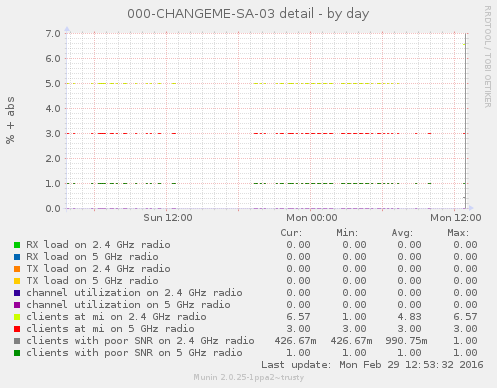 000-CHANGEME-SA-03 detail - by day
RRDTOOL / TOBI OETIKER
% + abs
7.0
6.0
5.0
4.0
3.0
2.0
1.0
0.0
Sun 12:00 Mon 00:00 Mon 12:00
Cur: Min: Avg: Max:
RX load on 2.4 GHz radio 0.00 0.00 0.00 0.00
RX load on 5 GHz radio 0.00 0.00 0.00 0.00
TX load on 2.4 GHz radio 0.00 0.00 0.00 0.00
TX load on 5 GHz radio 0.00 0.00 0.00 0.00
channel utilization on 2.4 GHz radio 0.00 0.00 0.00 0.00
channel utilization on 5 GHz radio 0.00 0.00 0.00 0.00
clients at mi on 2.4 GHz radio 6.57 1.00 4.83 6.57
clients at mi on 5 GHz radio 3.00 3.00 3.00 3.00
clients with poor SNR on 2.4 GHz radio 426.67m 426.67m 990.75m 1.00
clients with poor SNR on 5 GHz radio 1.00 1.00 1.00 1.00
Last update: Mon Feb 29 12:53:32 2016
Munin 2.0.25-1ppa2~trusty